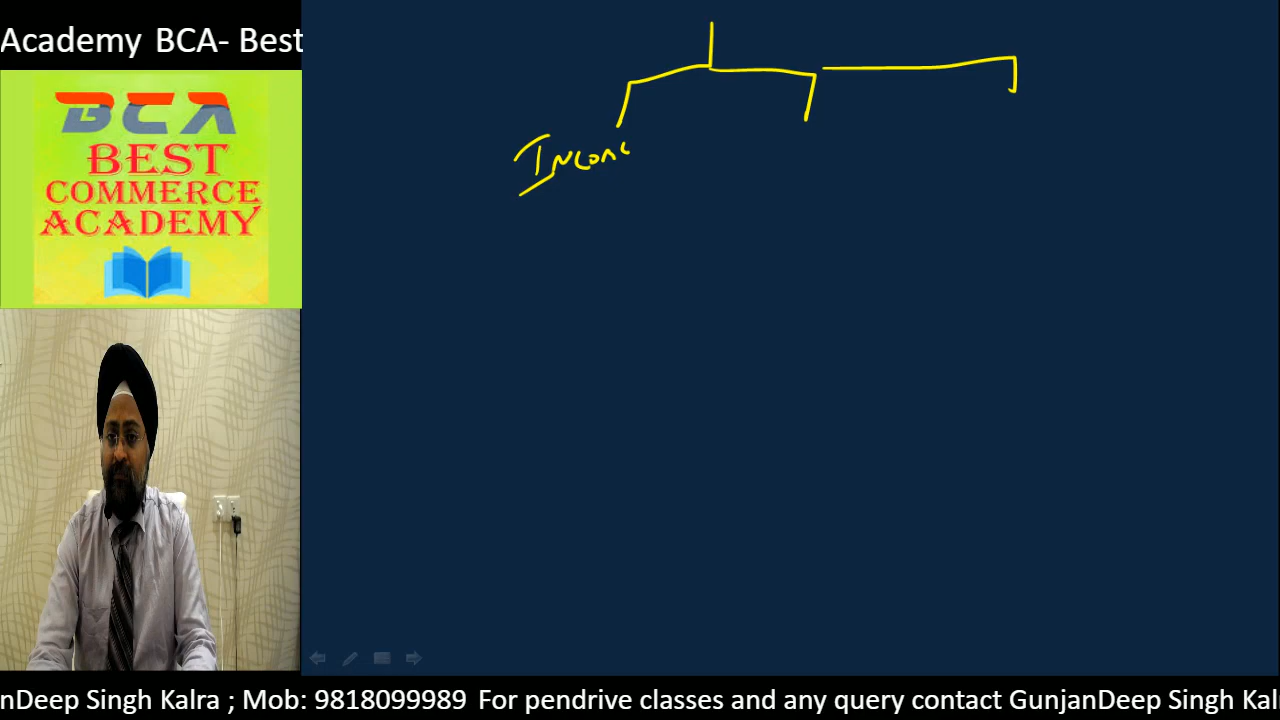 Academy BCA- Best
BCA
BEST
COMMERCE
ACADEMY
Income
nDeep Singh Kalra ; Mob: 9818099989 For pendrive classes and any query contact GunjanDeep Singh Kal